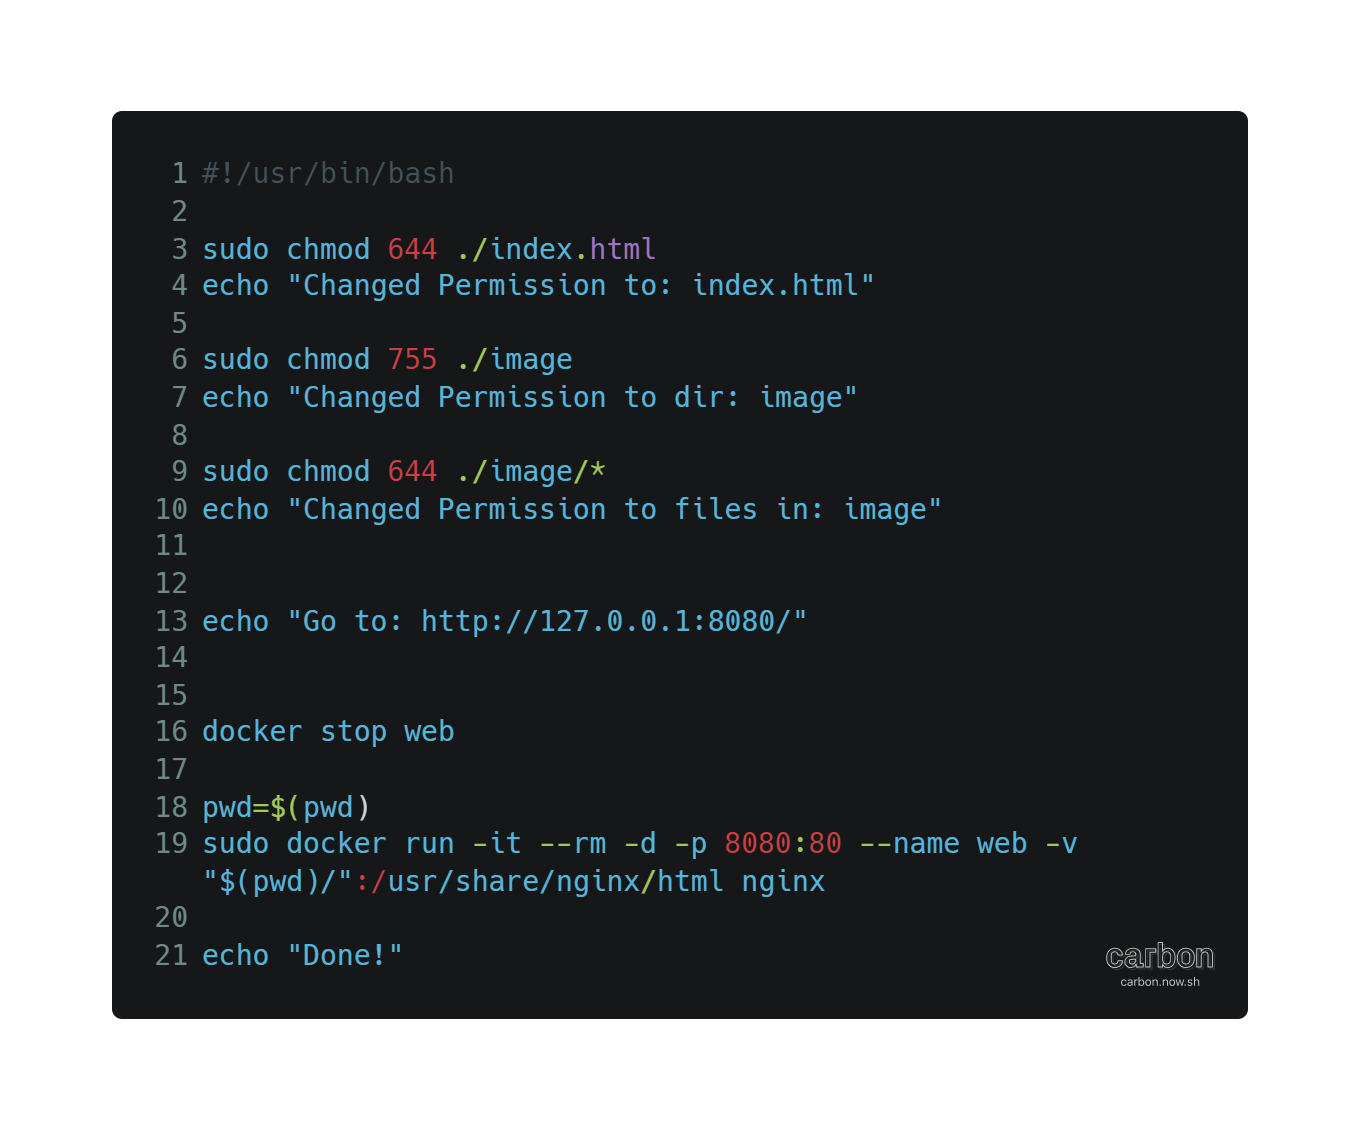 1 #!/usr/bin/bash
2
3 sudo chmod 644 ./index.html
4 echo "Changed Permission to: index.html"
5
6 sudo chmod 755 ./image
7 echo "Changed Permission to dir: image"
8
9 sudo chmod 644 ./image/*
10 echo "Changed Permission to files in: image"
11
12
13 echo "Go to: http://127.0.0.1:8080/"
14
15
16 docker stop web
17
18 pwd=$(pwd)
19 sudo docker run -it --rm -d -p 8080:80 --name web -v
"$(pwd)/":/usr/share/nginx/html nginx
20
21 echo "Done!"
carbon
carbon.now.sh